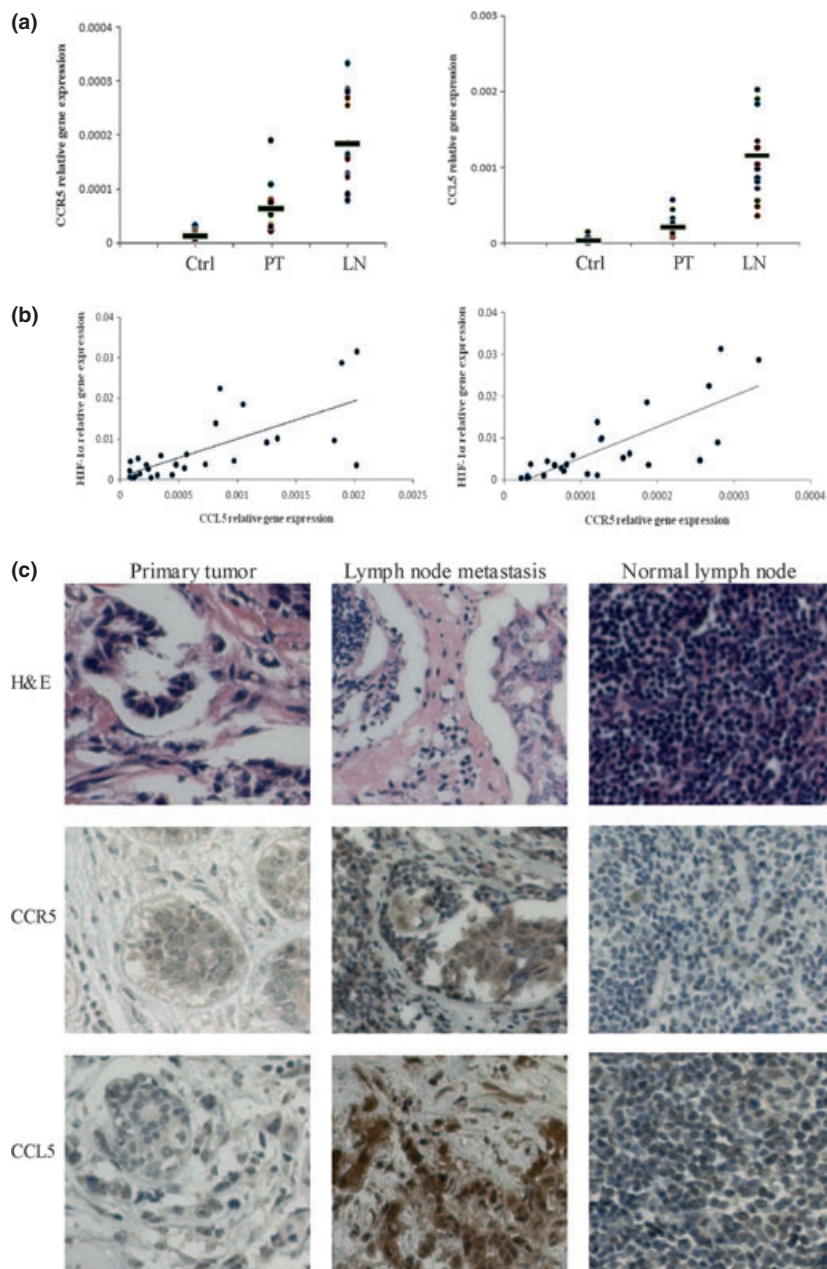 (a)
CCR5 relative gene expression
0.0004
0.0003
0.0002
0.0001
0
Ctrl PT LN
CCL5 relative gene expression
0.003
0.002
0.001
0
Ctrl PT LN
(b)
HIF-1α relative gene expression
0.04
0.03
0.02
0.01
0
0 0.0005 0.001 0.0015 0.002 0.0025
CCL5 relative gene expression
HIF-1α relative gene expression
0.04
0.03
0.02
0.01
0
0 0.0001 0.0002 0.0003 0.0004
CCR5 relative gene expression
(c)
Primary tumor Lymph node metastasis Normal lymph node
H&E
CCR5
CCL5